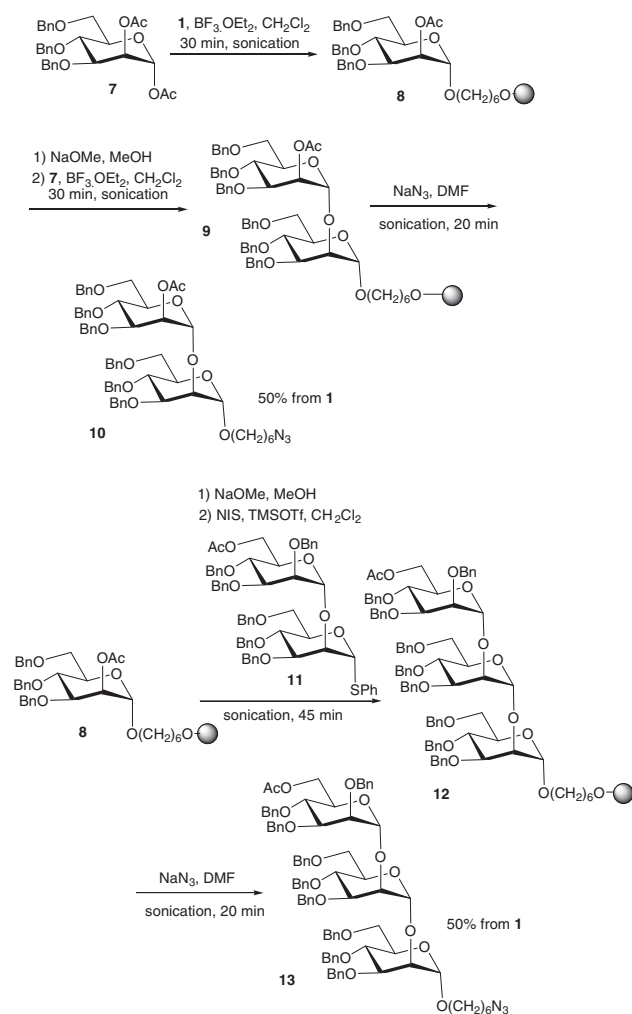 BnO OAc
BnO
BnO
OAc
7
1, BF3.OEt2, CH2Cl2
30 min, sonication
BnO OAc
BnO
BnO
O(CH2)6O
8
1) NaOMe, MeOH
2) 7, BF3.OEt2, CH2Cl2
30 min, sonication
BnO OAc
BnO
BnO
O
BnO
BnO
BnO
O(CH2)6O
9
NaN3, DMF
sonication, 20 min
BnO OAc
BnO
BnO
O
BnO
BnO
BnO
O(CH2)6N3
10
50% from 1
1) NaOMe, MeOH
2) NIS, TMSOTf, CH2Cl2
AcO OBn
BnO
BnO
O
BnO
BnO
BnO
SPh
11
sonication, 45 min
BnO OAc
BnO
BnO
O(CH2)6O
8
AcO OBn
BnO
BnO
O
BnO
BnO
BnO
O
BnO
BnO
BnO
O(CH2)6O
12
NaN3, DMF
sonication, 20 min
AcO OBn
BnO
BnO
O
BnO
BnO
BnO
O
BnO
BnO
BnO
O(CH2)6N3
13
50% from 1